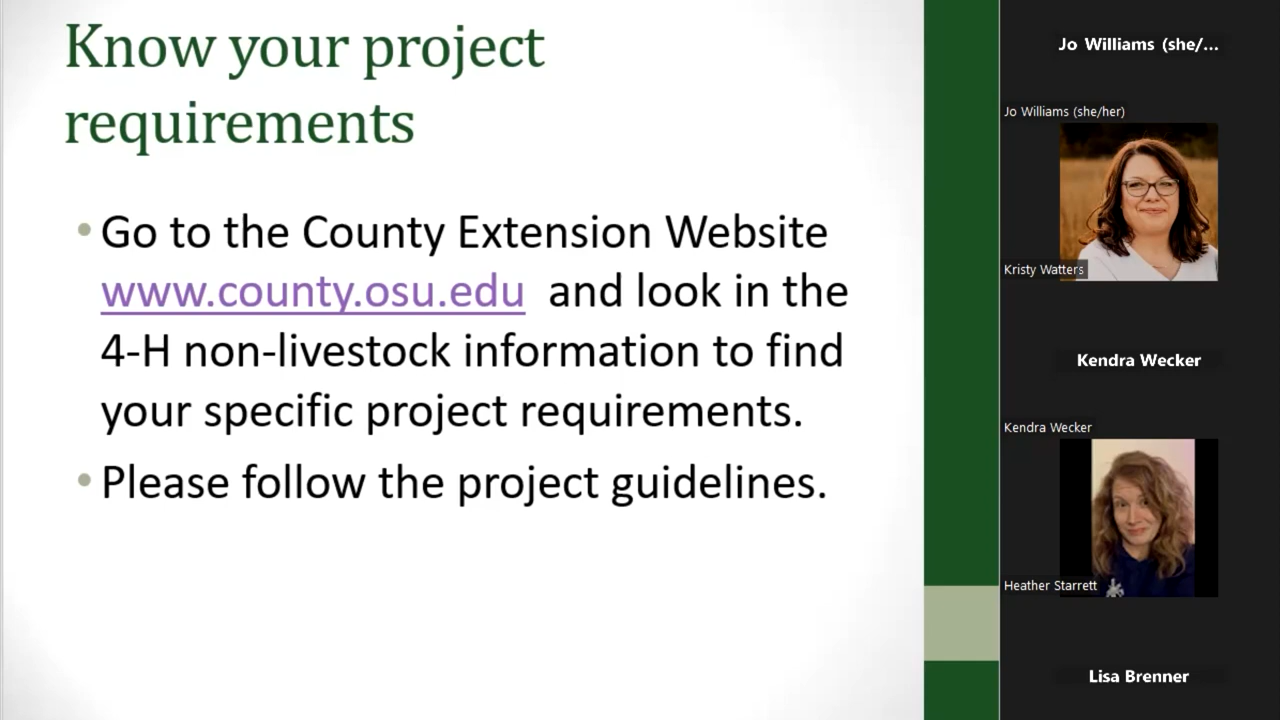 Know your project
requirements
• Go to the County Extension Website
www.county.osu.edu and look in the
4-H non-livestock information to find
your specific project requirements.
• Please follow the project guidelines.
Jo Williams (she/...
Jo Williams (she/her)
Kristy Watters
Kendra Wecker
Kendra Wecker
Heather Starrett
Lisa Brenner